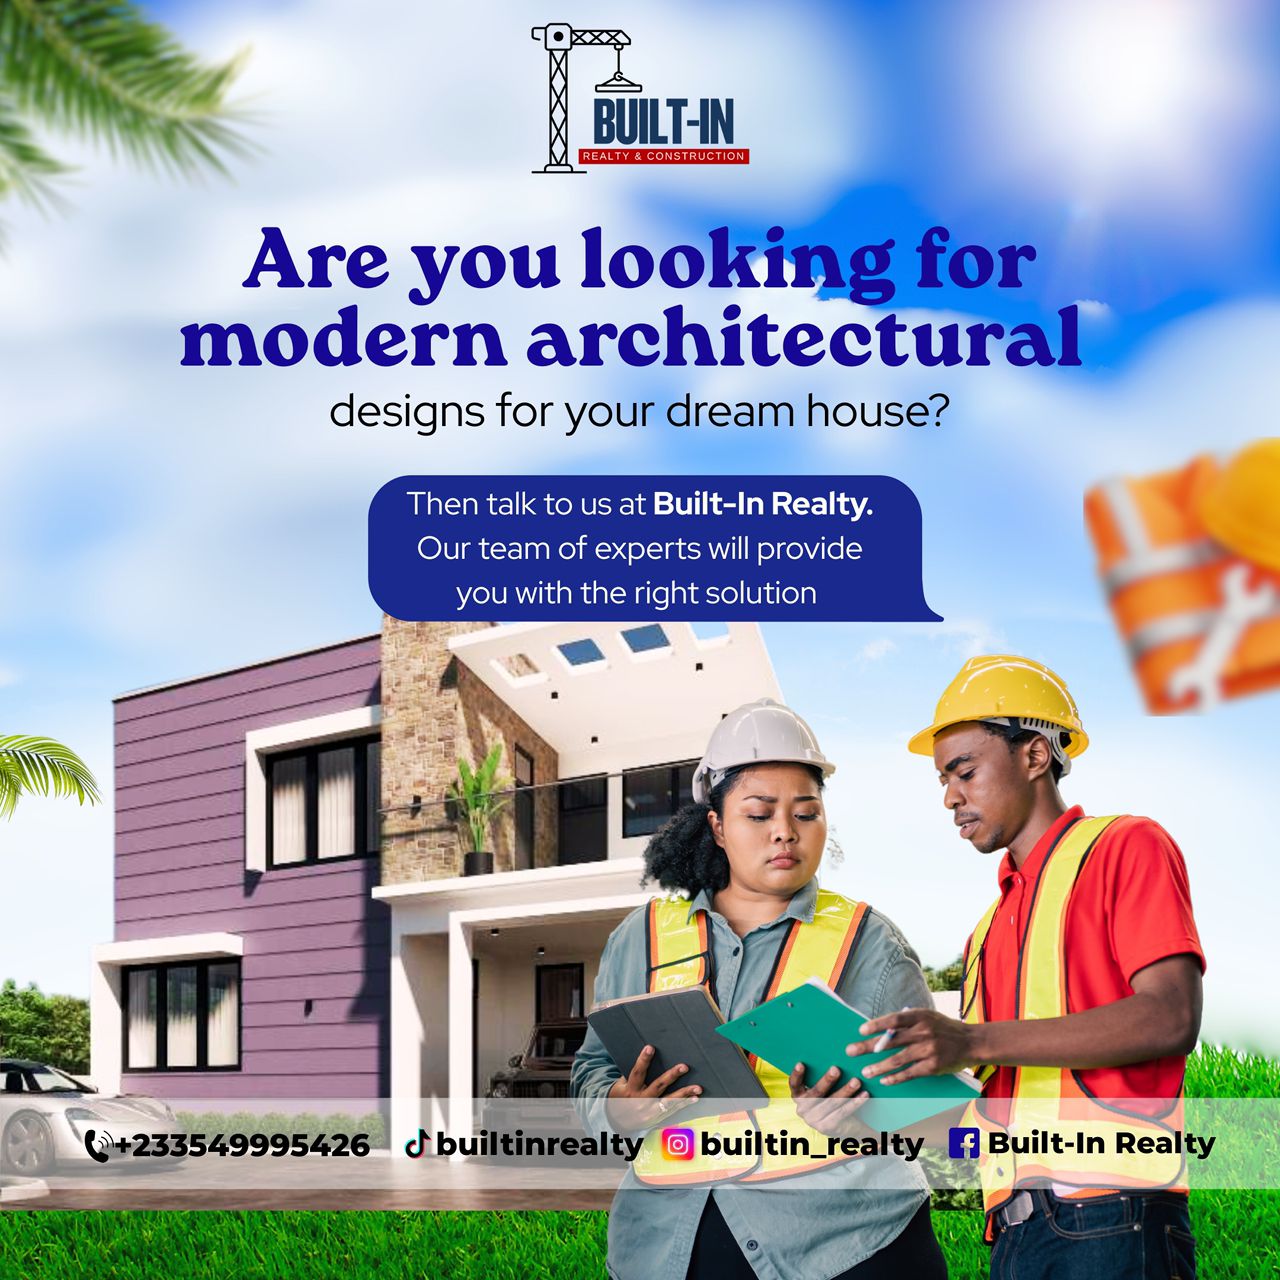 BUILT-IN
REALTY & CONSTRUCTION
Are you looking for
modern architectural
designs for your dream house?
Then talk to us at Built-In Realty.
Our team of experts will provide
you with the right solution
+233549995426 builtinrealty builtin_realty Built-In Realty